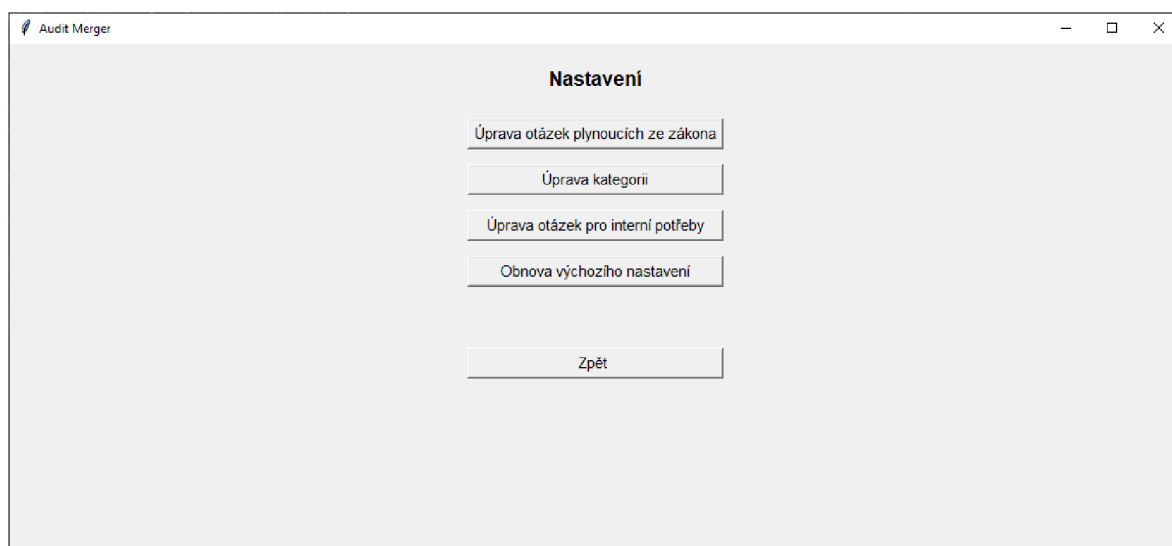 Audit Merger
Nastavení
Úprava otázek plynoucích ze zákona
Úprava kategorii
Úprava otázek pro interní potřeby
Obnova výchozího nastavení
Zpět